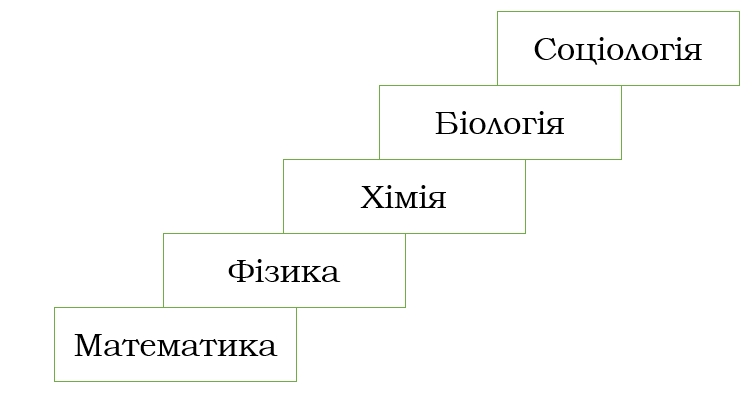 Соціологія
Біологія
Хімія
Фізика
Математика